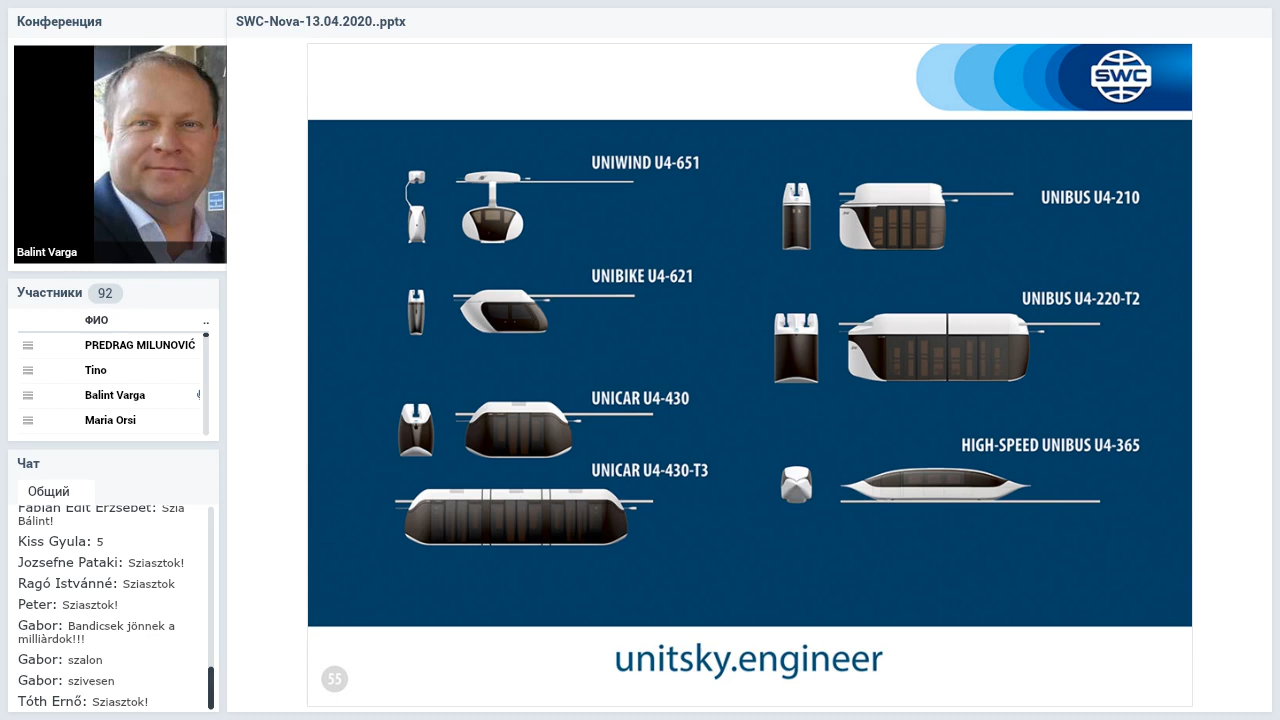 Конференция
Balint Varga
Участники 92
ФИО ..
PREDRAG MILUNOVIĆ
Tino
Balint Varga
Maria Orsi
Чат
Общий
Fábián Edit Erzsébet: Szia
Bálint!
Kiss Gyula: 5
Jozsefne Pataki: Sziasztok!
Ragó Istvánné: Sziasztok
Peter: Sziasztok!
Gabor: Bandicsek jönnek a
milliàrdok!!!
Gabor: szalon
Gabor: szivesen
Tóth Ernő: Sziasztok!
SWC-Nova-13.04.2020..pptx
SWC
UNIWIND U4-651
UNIBIKE U4-621
UNICAR U4-430
UNICAR U4-430-T3
UNIBUS U4-210
UNIBUS U4-220-T2
HIGH-SPEED UNIBUS U4-365
unitsky.engineer
55